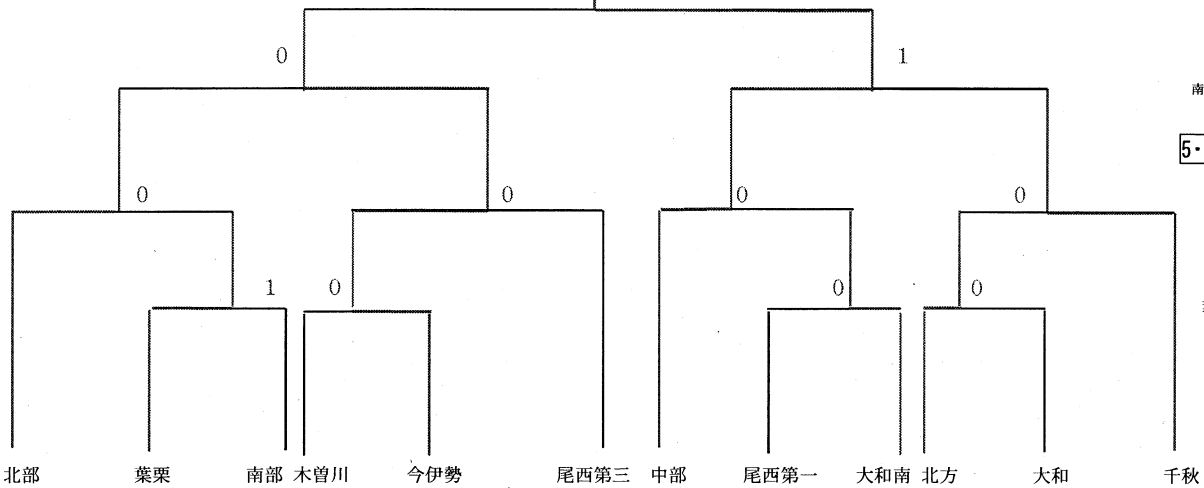 0 1
南
5・
0 0 0 0
1 0 0 0
北部 葉栗 南部 木曽川 今伊勢 尾西第三 中部 尾西第一 大和南 北方 大和 千秋